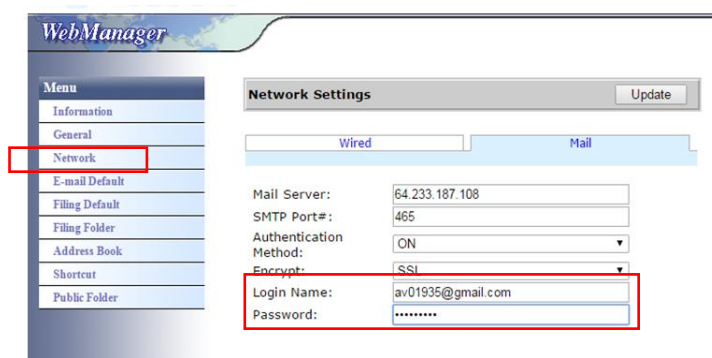 WebManager
Menu
Information
General
Network
E-mail Default
Filing Default
Filing Folder
Address Book
Shortcut
Public Folder
Network Settings
Update
Wired Mail
Mail Server: 64.233.187.108
SMTP Port#: 465
Authentication
Method: ON
Encrypt: SSL
Login Name: av01935@gmail.com
Password: •••••••••